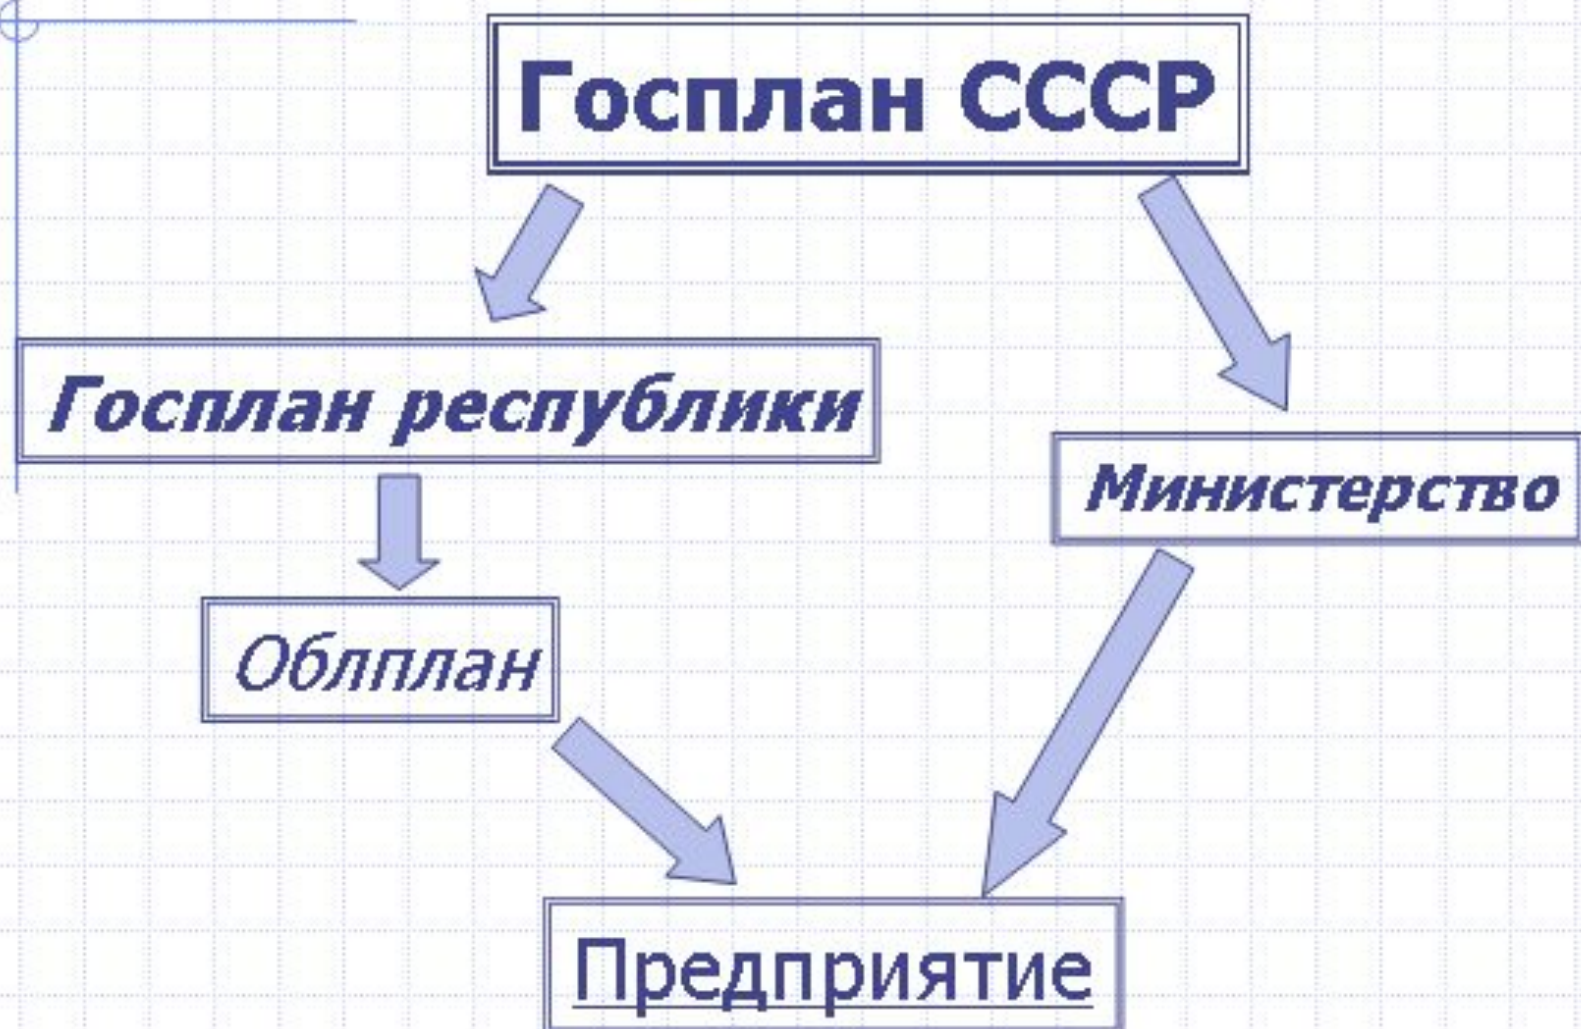 Госплан СССР
Госплан республики
Министерство
Облплан
Предприятие